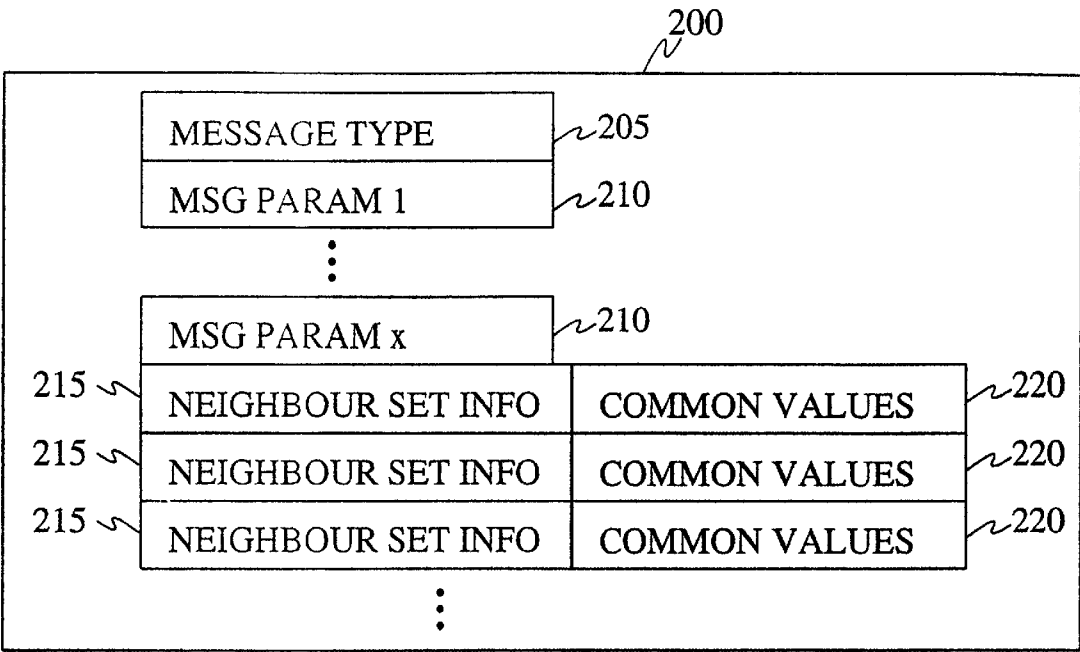 200
MESSAGE TYPE 205
MSG PARAM 1 210
MSG PARAM x 210
215 NEIGHBOUR SET INFO COMMON VALUES 220
215 NEIGHBOUR SET INFO COMMON VALUES 220
215 NEIGHBOUR SET INFO COMMON VALUES 220